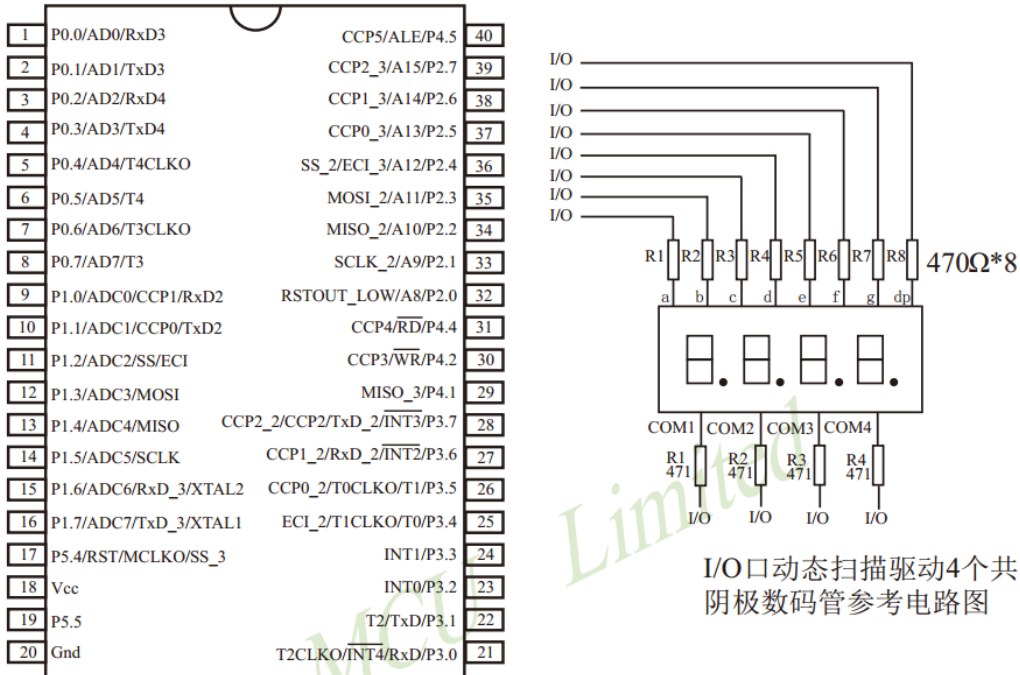 1 P0.0/AD0/RxD3 CCP5/ALE/P4.5 40
2 P0.1/AD1/TxD3 CCP2_3/A15/P2.7 39
3 P0.2/AD2/RxD4 CCP1_3/A14/P2.6 38
4 P0.3/AD3/TxD4 CCP0_3/A13/P2.5 37
5 P0.4/AD4/T4CLKO SS_2/ECI_3/A12/P2.4 36
6 P0.5/AD5/T4 MOSI_2/A11/P2.3 35
7 P0.6/AD6/T3CLKO MISO_2/A10/P2.2 34
8 P0.7/AD7/T3 SCLK_2/A9/P2.1 33
9 P1.0/ADC0/CCP1/RxD2 RSTOUT_LOW/A8/P2.0 32
10 P1.1/ADC1/CCP0/TxD2 CCP4/RD/P4.4 31
11 P1.2/ADC2/SS/ECI CCP3/WR/P4.2 30
12 P1.3/ADC3/MOSI MISO_3/P4.1 29
13 P1.4/ADC4/MISO CCP2_2/CCP2/TxD_2/INT3/P3.7 28
14 P1.5/ADC5/SCLK CCP1_2/RxD_2/INT2/P3.6 27
15 P1.6/ADC6/RxD_3/XTAL2 CCP0_2/T0CLKO/T1/P3.5 26
16 P1.7/ADC7/TxD_3/XTAL1 ECI_2/T1CLKO/T0/P3.4 25
17 P5.4/RST/MCLKO/SS_3 INT1/P3.3 24
18 Vcc INT0/P3.2 23
19 P5.5 T2/TxD/P3.1 22
20 Gnd T2CLKO/INT4/RxD/P3.0 21
I/O
I/O
I/O
I/O
I/O
I/O
I/O
I/O
R1 R2 R3 R4 R5 R6 R7 R8 470Ω*8
a b c d e f g dp
COM1 COM2 COM3 COM4
R1 R2 R3 R4
471 471 471 471
I/O I/O I/O I/O
I/O口动态扫描驱动4个共
阴极数码管参考电路图
MCU Limited